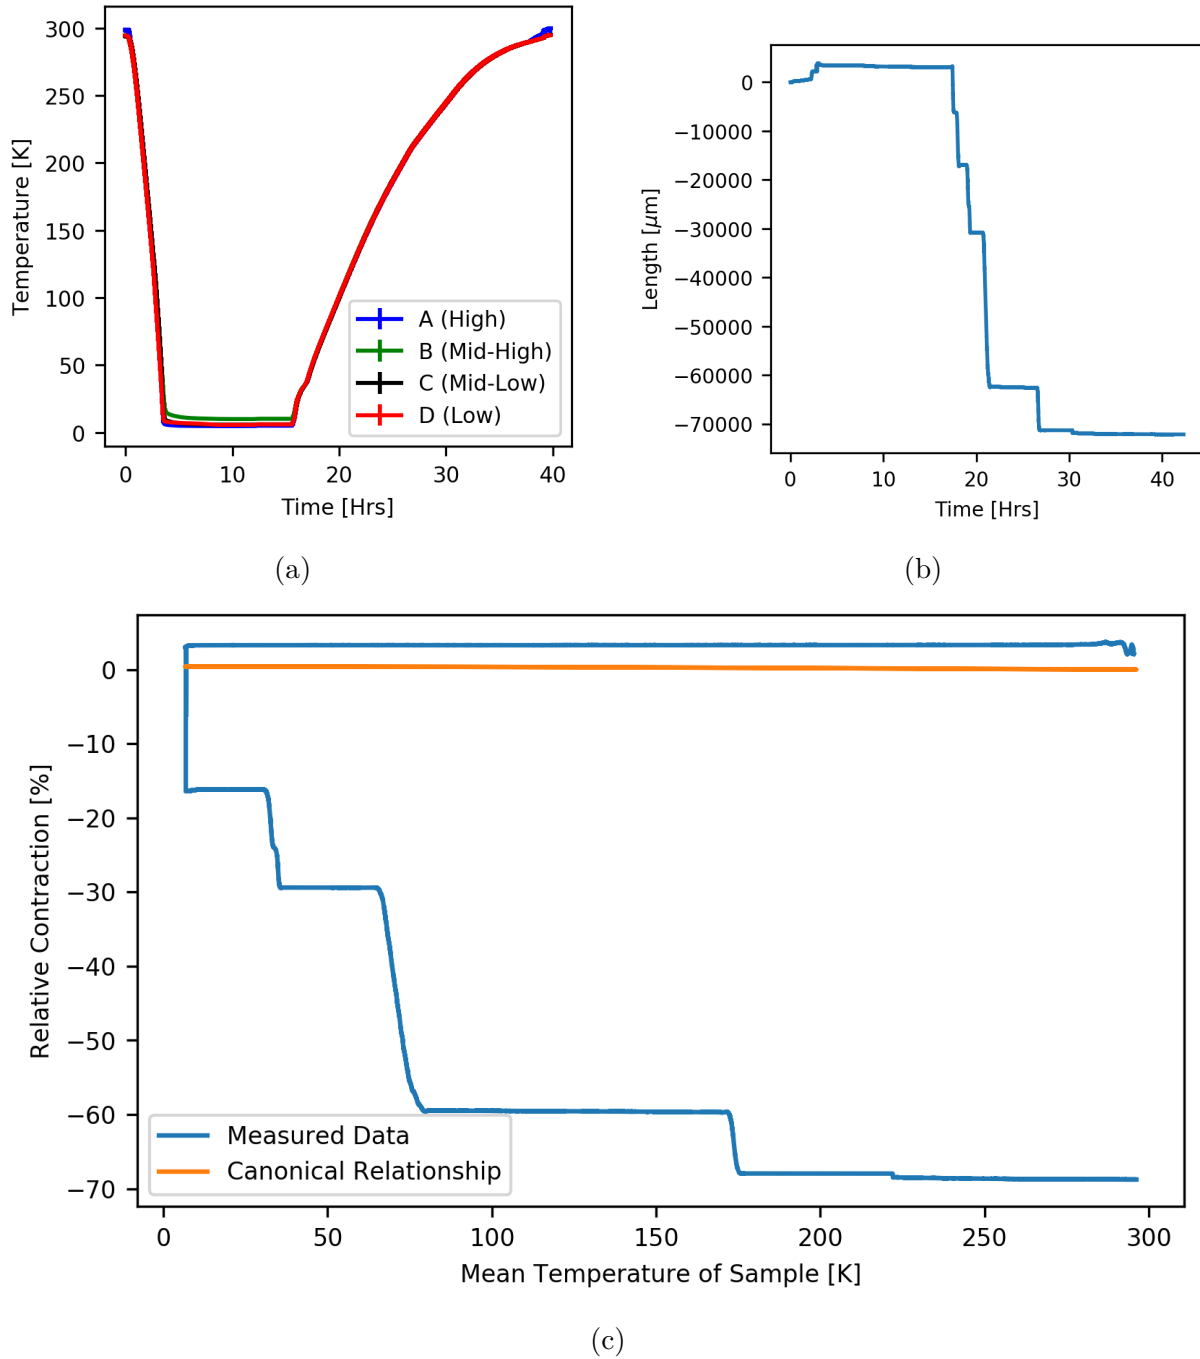 300
250
200
150
100
50
0
Temperature [K]
A (High)
B (Mid-High)
C (Mid-Low)
D (Low)
0 10 20 30 40
Time [Hrs]
(a)
0
−10000
−20000
−30000
−40000
−50000
−60000
−70000
Length [μm]
0 10 20 30 40
Time [Hrs]
(b)
0
−10
−20
−30
−40
−50
−60
−70
Relative Contraction [%]
Measured Data
Canonical Relationship
0 50 100 150 200 250 300
Mean Temperature of Sample [K]
(c)